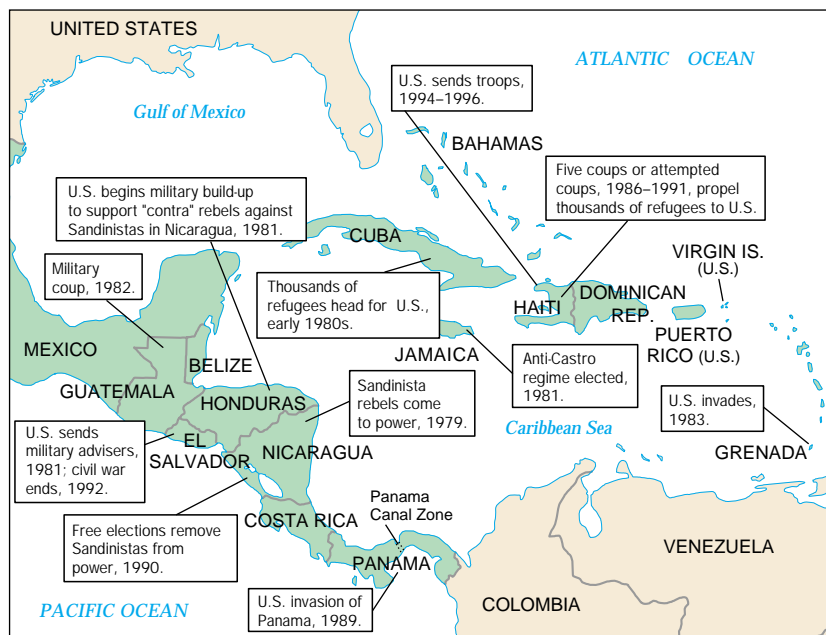 UNITED STATES
ATLANTIC OCEAN
Gulf of Mexico
U.S. sends troops,
1994–1996.
BAHAMAS
Five coups or attempted
coups, 1986–1991, propel
thousands of refugees to U.S.
U.S. begins military build-up
to support "contra" rebels against
Sandinistas in Nicaragua, 1981.
CUBA
VIRGIN IS.
(U.S.)
Military
coup, 1982.
Thousands of
refugees head for U.S.,
early 1980s.
HAITI
DOMINICAN
REP.
PUERTO
RICO (U.S.)
MEXICO
BELIZE
JAMAICA
Anti-Castro
regime elected,
1981.
GUATEMALA
HONDURAS
Sandinista
rebels come
to power, 1979.
U.S. invades,
1983.
Caribbean Sea
U.S. sends
military advisers,
1981; civil war
ends, 1992.
EL
SALVADOR
NICARAGUA
GRENADA
Free elections remove
Sandinistas from
power, 1990.
COSTA RICA
Panama
Canal Zone
PANAMA
VENEZUELA
U.S. invasion of
Panama, 1989.
COLOMBIA
PACIFIC OCEAN